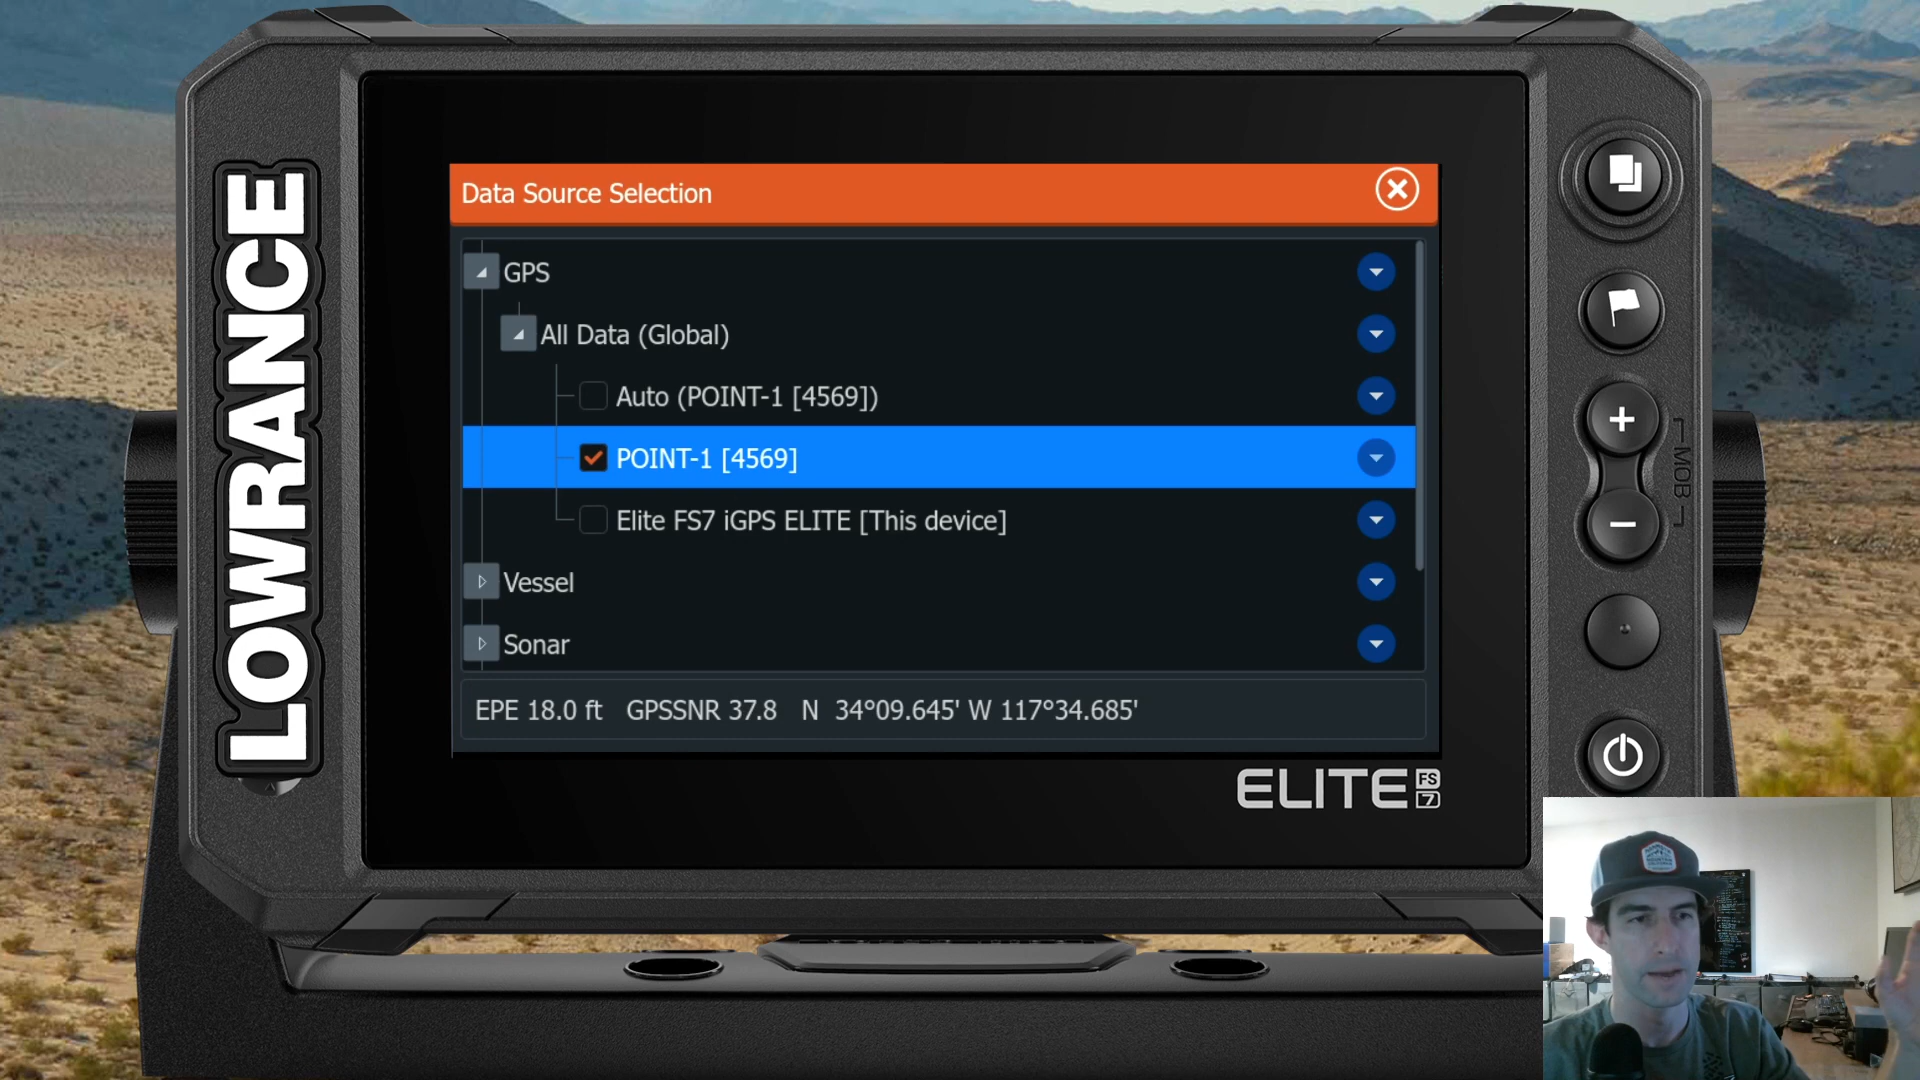 LOWRANCE
Data Source Selection
GPS
All Data (Global)
Auto (POINT-1 [4569])
POINT-1 [4569]
Elite FS7 iGPS ELITE [This device]
Vessel
Sonar
EPE 18.0 ft GPSSNR 37.8 N 34°09.645' W 117°34.685'
MOB
ELITE FS 7